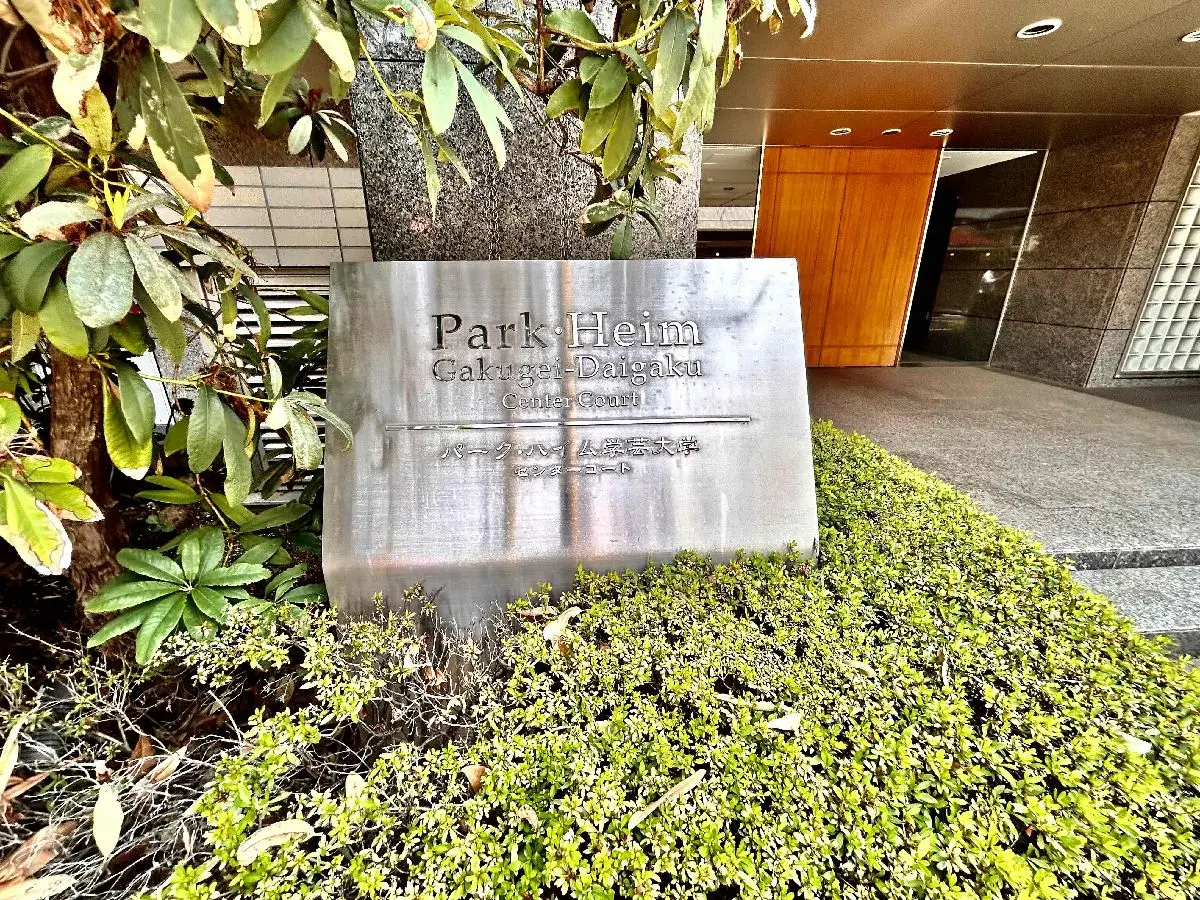 Park·Heim
Gakugei-Daigaku
Center Court
パーク·ハイム学芸大学
センターコート